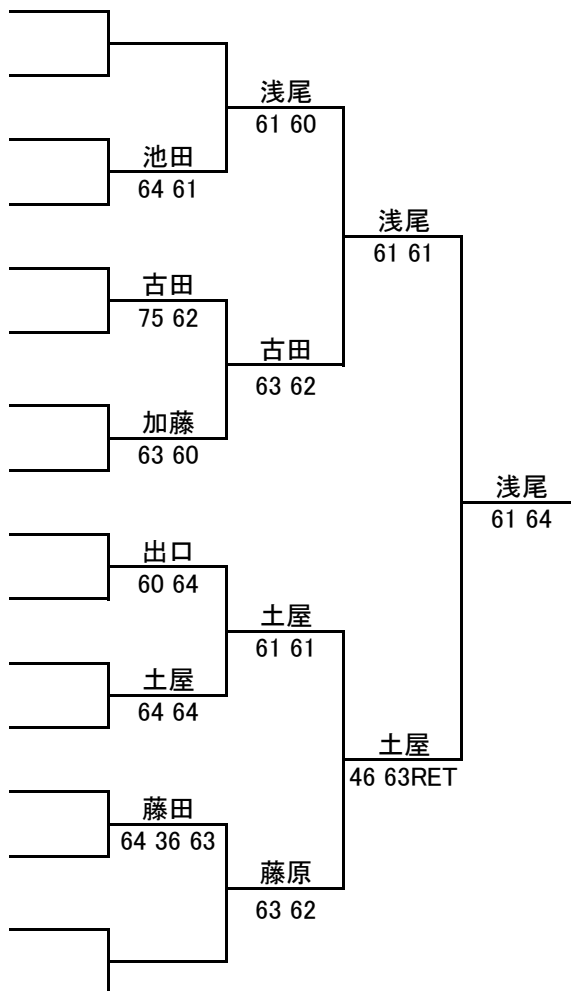 浅尾
61 60
池田
64 61
浅尾
61 61
古田
75 62
古田
63 62
加藤
63 60
浅尾
61 64
出口
60 64
土屋
61 61
土屋
64 64
土屋
46 63RET
藤田
64 36 63
藤原
63 62